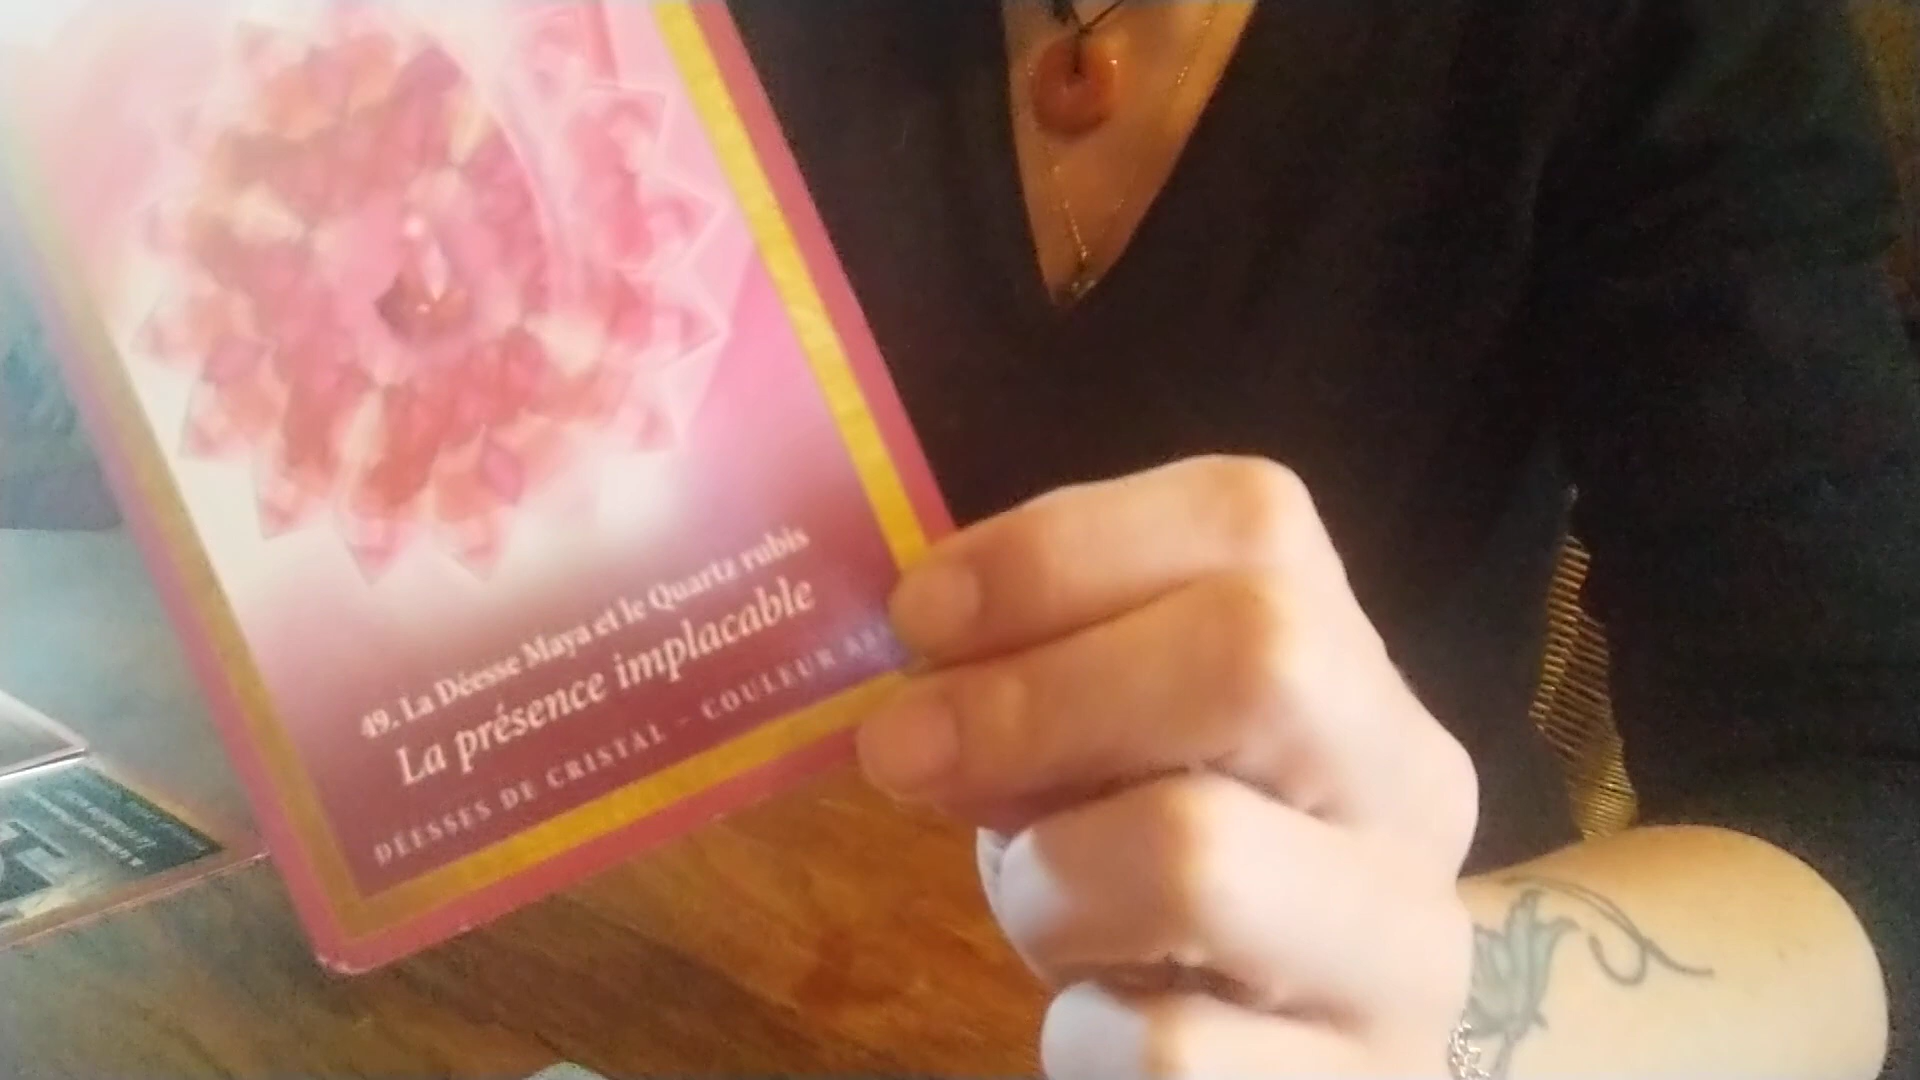 49. La Déesse Maya et le Quartz rubis
La présence implacable
DÉESSES DE CRISTAL – COULEUR